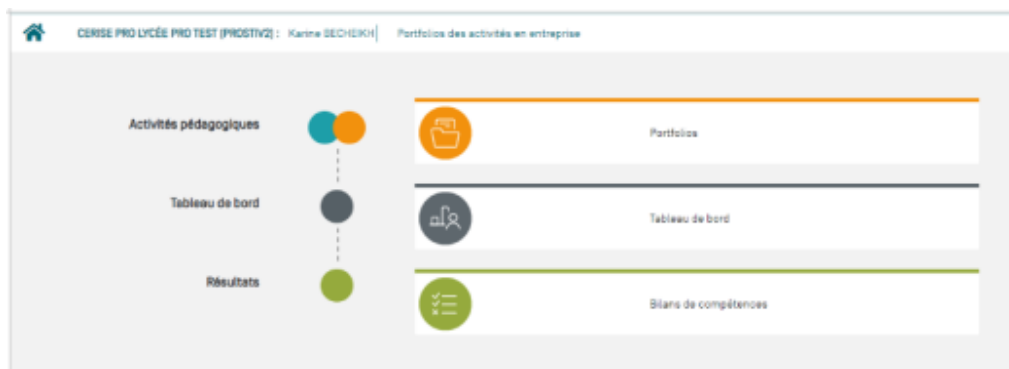 CERISE PRO LYCÉE PRO TEST (PROSTIV2) : Karine BECHEIKH Portfolios des activités en entreprise
Activités pédagogiques
Portfolios
Tableau de bord
Tableau de bord
Résultats
Bilans de compétences